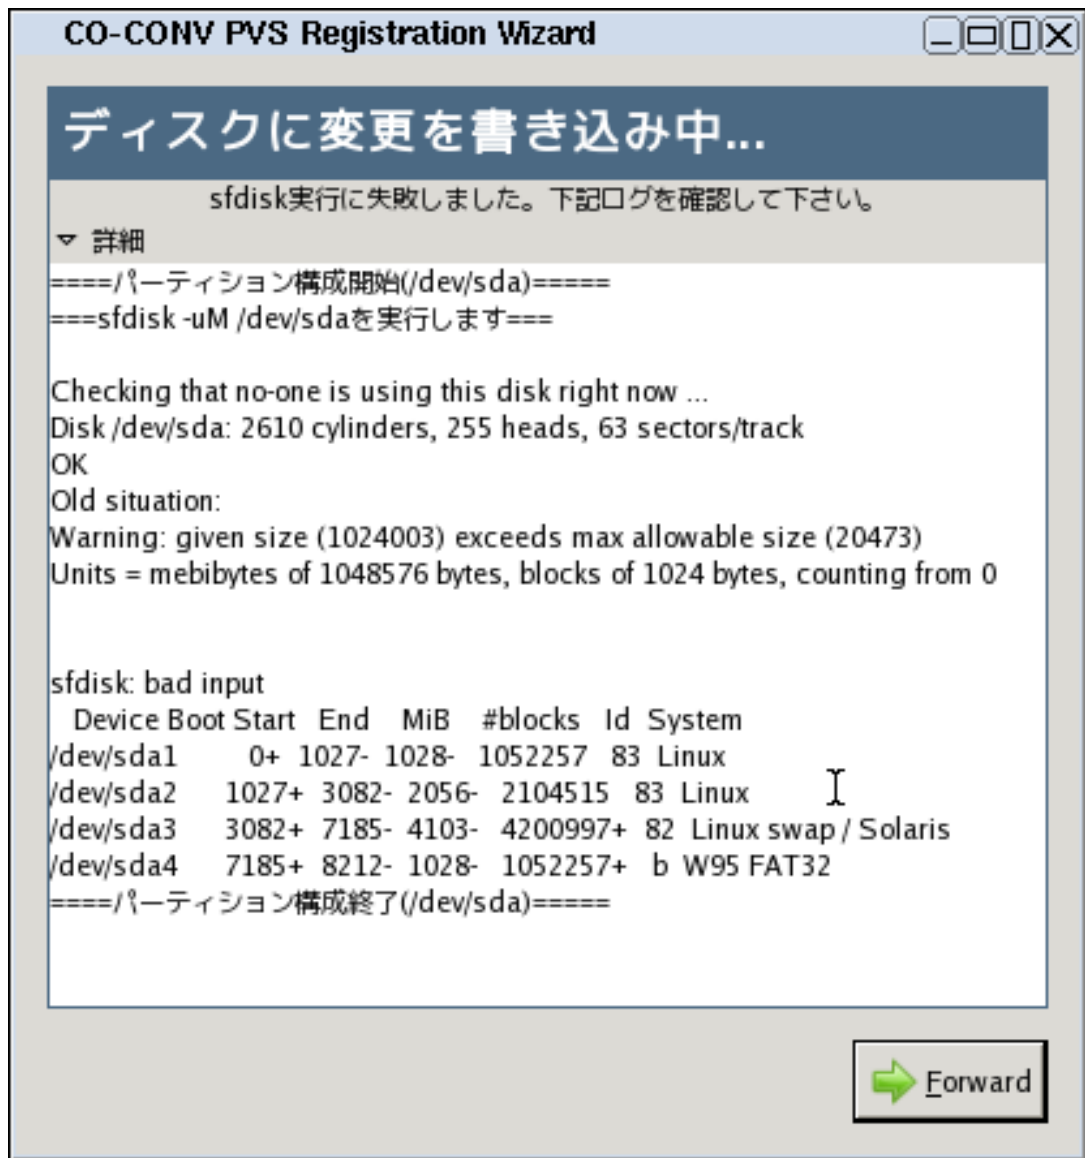 CO-CONV PVS Registration Wizard
ディスクに変更を書き込み中...
sfdisk実行に失敗しました。下記ログを確認して下さい。
▽ 詳細
====パーティション構成開始(/dev/sda)=====
===sfdisk -uM /dev/sdaを実行します===
Checking that no-one is using this disk right now ...
Disk /dev/sda: 2610 cylinders, 255 heads, 63 sectors/track
OK
Old situation:
Warning: given size (1024003) exceeds max allowable size (20473)
Units = mebibytes of 1048576 bytes, blocks of 1024 bytes, counting from 0
sfdisk: bad input
Device Boot Start End MiB #blocks Id System
/dev/sda1 0+ 1027- 1028- 1052257 83 Linux
/dev/sda2 1027+ 3082- 2056- 2104515 83 Linux
/dev/sda3 3082+ 7185- 4103- 4200997+ 82 Linux swap / Solaris
/dev/sda4 7185+ 8212- 1028- 1052257+ b W95 FAT32
====パーティション構成終了(/dev/sda)=====
Forward